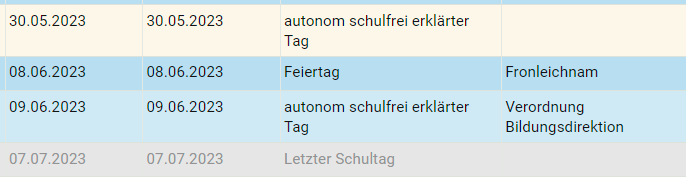 30.05.2023 30.05.2023 autonom schulfrei erklärter
Tag
08.06.2023 08.06.2023 Feiertag Fronleichnam
09.06.2023 09.06.2023 autonom schulfrei erklärter Verordnung
Tag Bildungsdirektion
07.07.2023 07.07.2023 Letzter Schultag